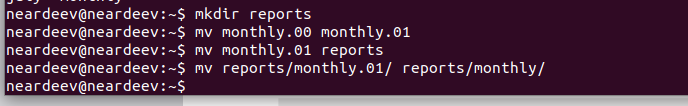 neardeev@neardeev:~$ mkdir reports
neardeev@neardeev:~$ mv monthly.00 monthly.01
neardeev@neardeev:~$ mv monthly.01 reports
neardeev@neardeev:~$ mv reports/monthly.01/ reports/monthly/
neardeev@neardeev:~$